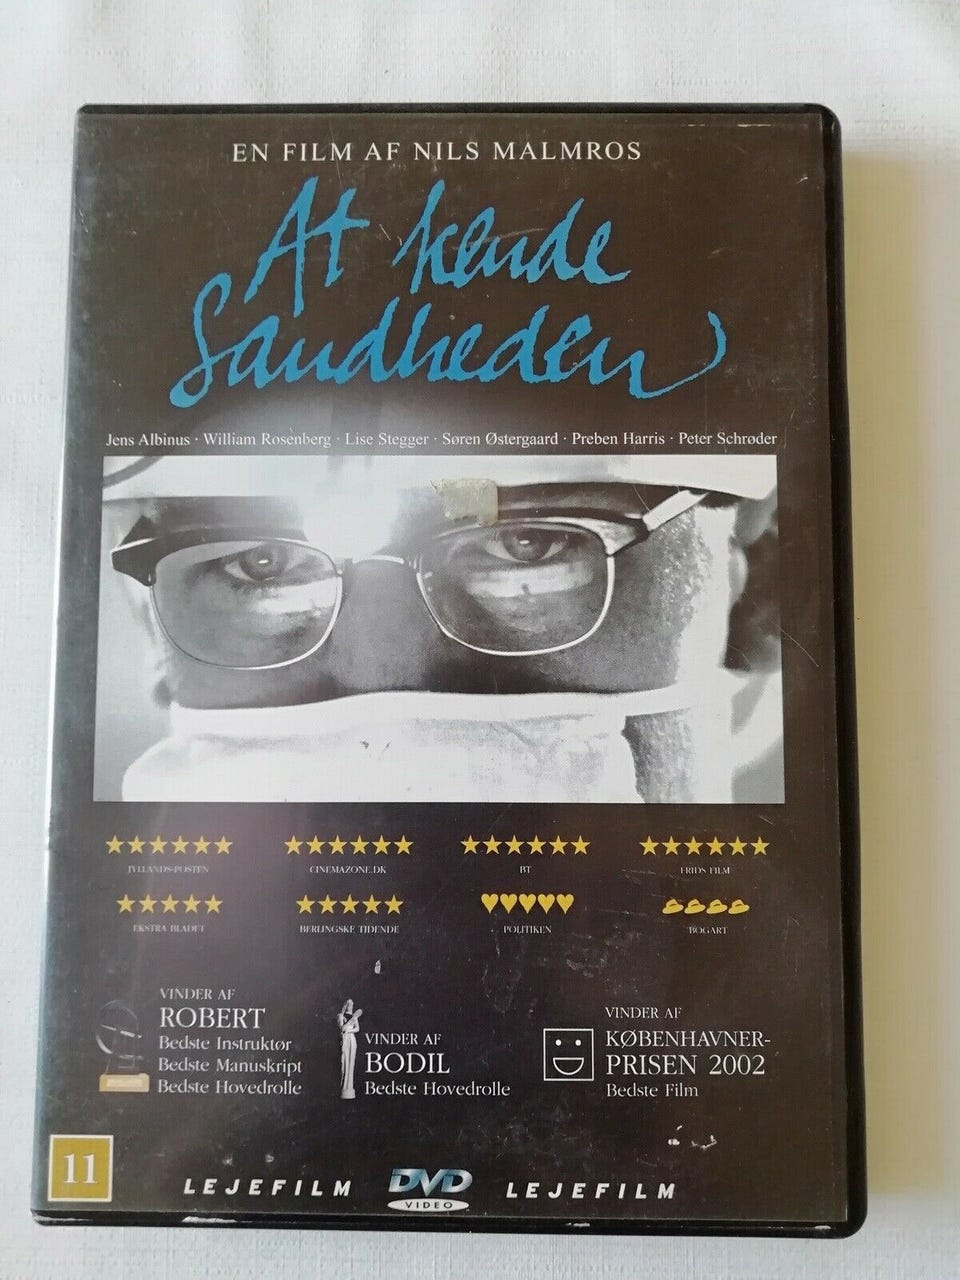 EN FILM AF NILS MALMROS
At kende
Sandheden
Jens Albinus · William Rosenberg · Lise Stegger · Søren Østergaard · Preben Harris · Peter Schrøder
JYLLANDS-POSTEN
CINEMAZONE.DK
BT
FRIDS FILM
EKSTRA BLADET
BERLINGSKE TIDENDE
POLITIKEN
BOGART
VINDER AF
ROBERT
Bedste Instruktør
Bedste Manuskript
Bedste Hovedrolle
VINDER AF
BODIL
Bedste Hovedrolle
VINDER AF
KØBENHAVNER-
PRISEN 2002
Bedste Film
11
LEJEFILM
DVD
VIDEO
LEJEFILM